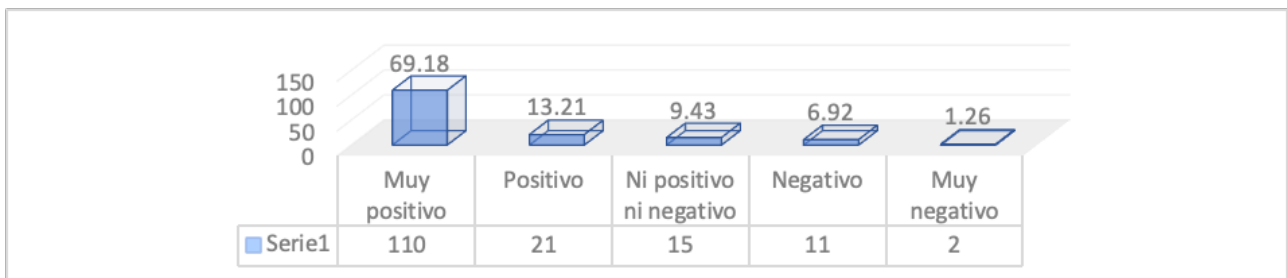 150
100
50
0
69.18
13.21
9.43
6.92
1.26
Muy
positivo
Positivo
Ni positivo
ni negativo
Negativo
Muy
negativo
Serie1 110 21 15 11 2